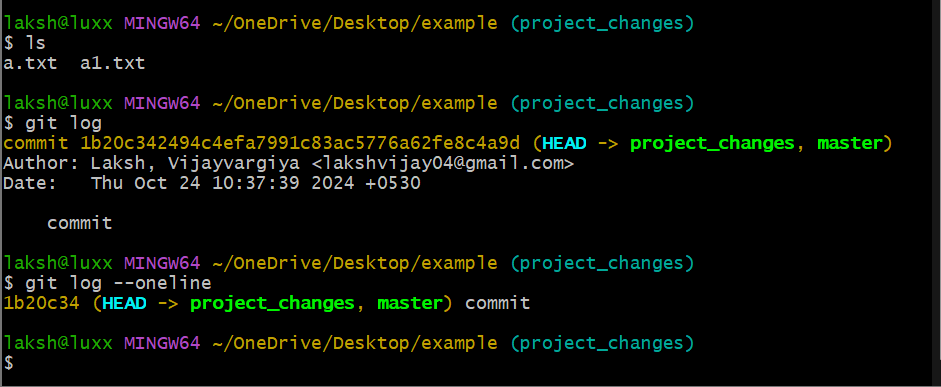 laksh@luxx MINGW64 ~/OneDrive/Desktop/example (project_changes)
$ ls
a.txt  a1.txt
laksh@luxx MINGW64 ~/OneDrive/Desktop/example (project_changes)
$ git log
commit 1b20c342494c4efa7991c83ac5776a62fe8c4a9d (HEAD -> project_changes, master)
Author: Laksh, Vijayvargiya <lakshvijay04@gmail.com>
Date:   Thu Oct 24 10:37:39 2024 +0530
    commit
laksh@luxx MINGW64 ~/OneDrive/Desktop/example (project_changes)
$ git log --oneline
1b20c34 (HEAD -> project_changes, master) commit
laksh@luxx MINGW64 ~/OneDrive/Desktop/example (project_changes)
$